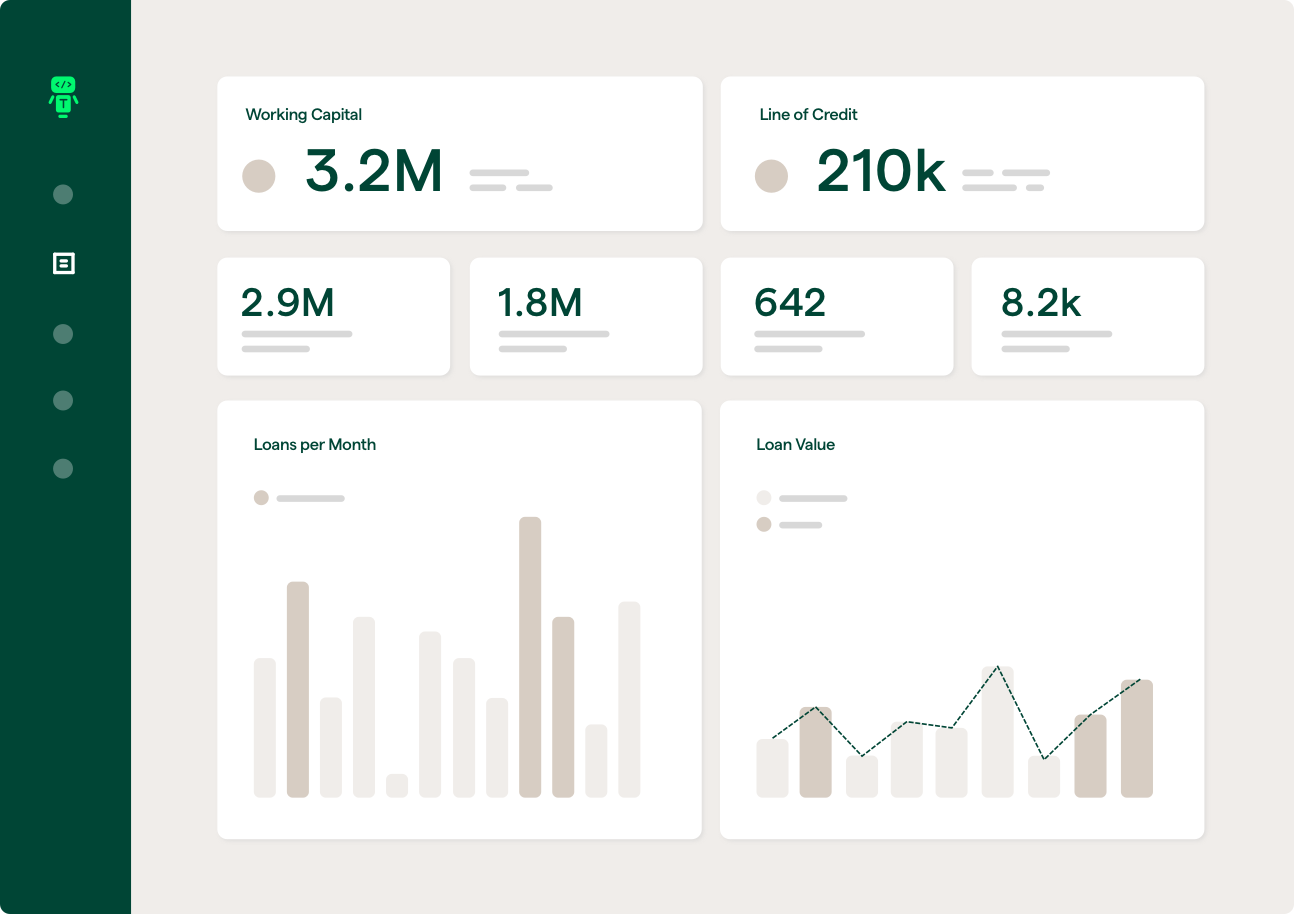 </>
T
Working Capital
3.2M
Line of Credit
210k
2.9M
1.8M
642
8.2k
Loans per Month
Loan Value